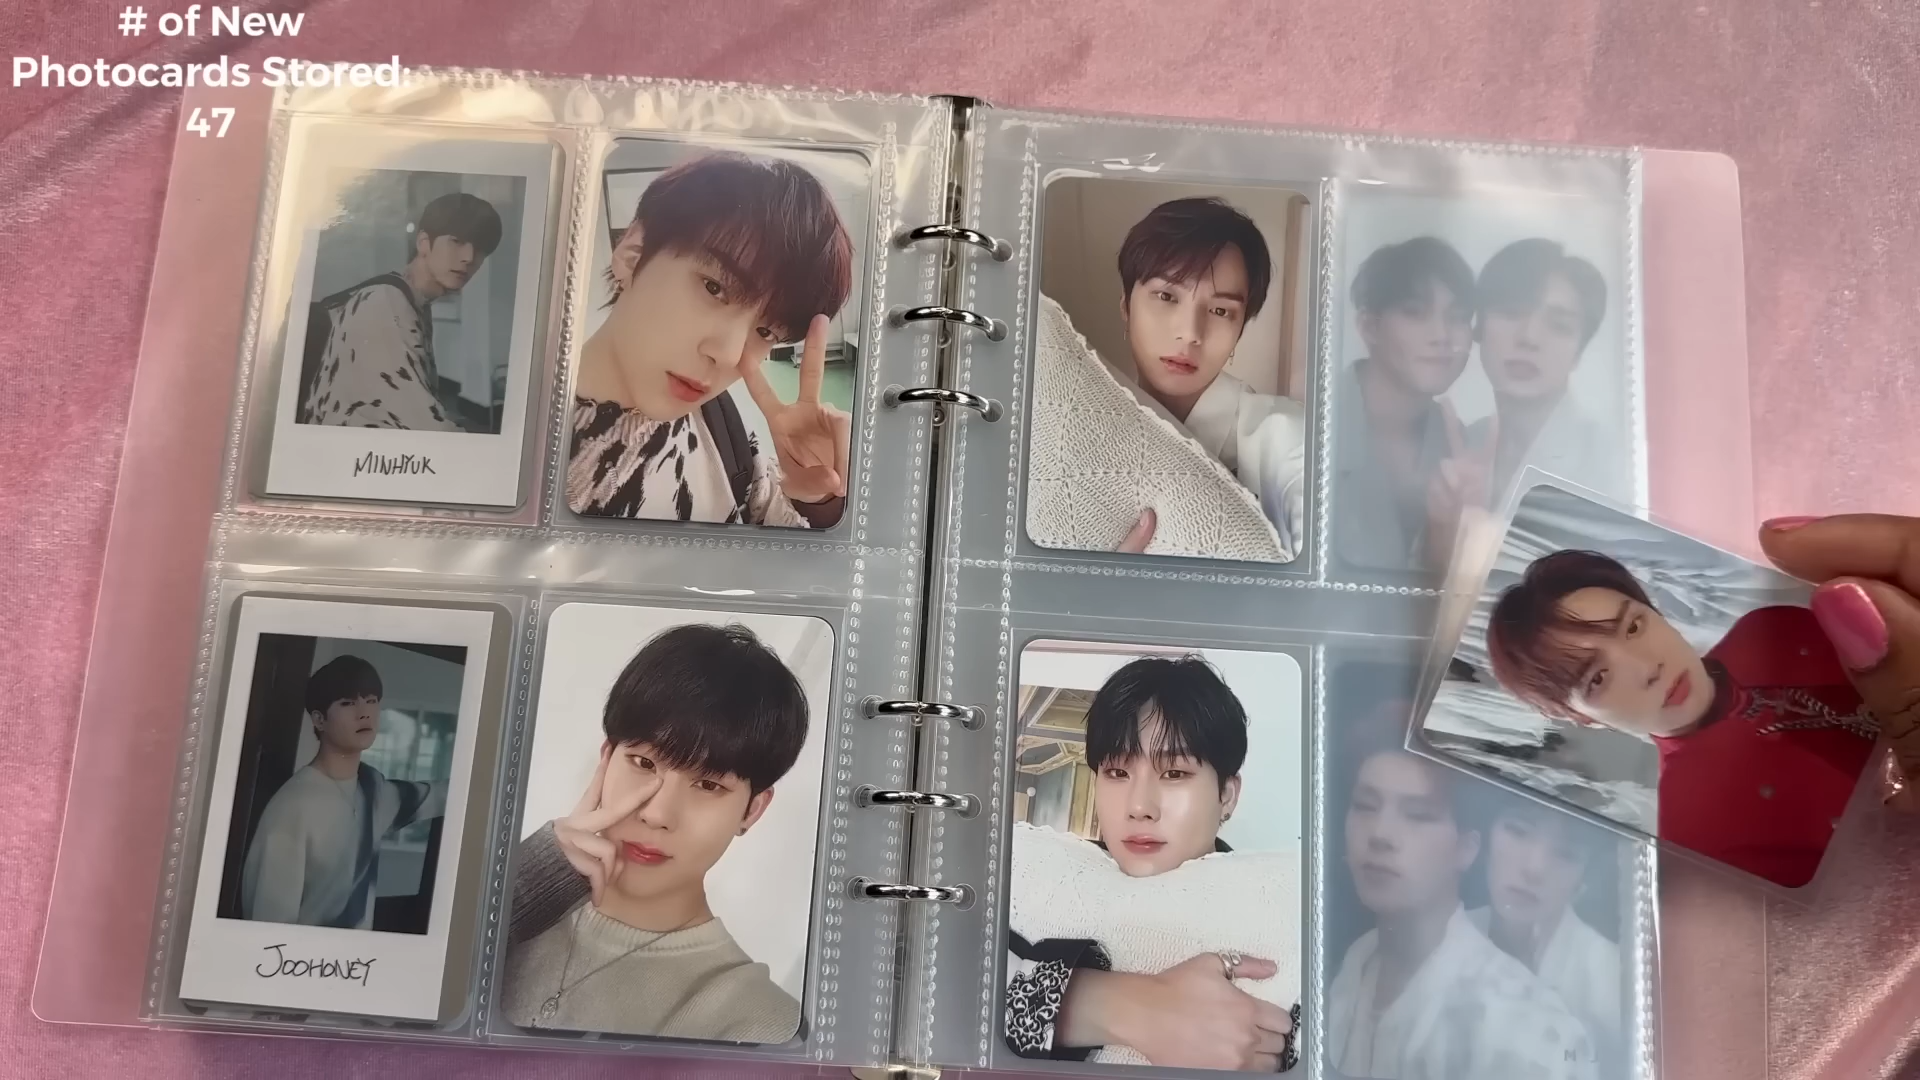 # of New
Photocards Stored:
47
MINHYUK
JOOHONEY